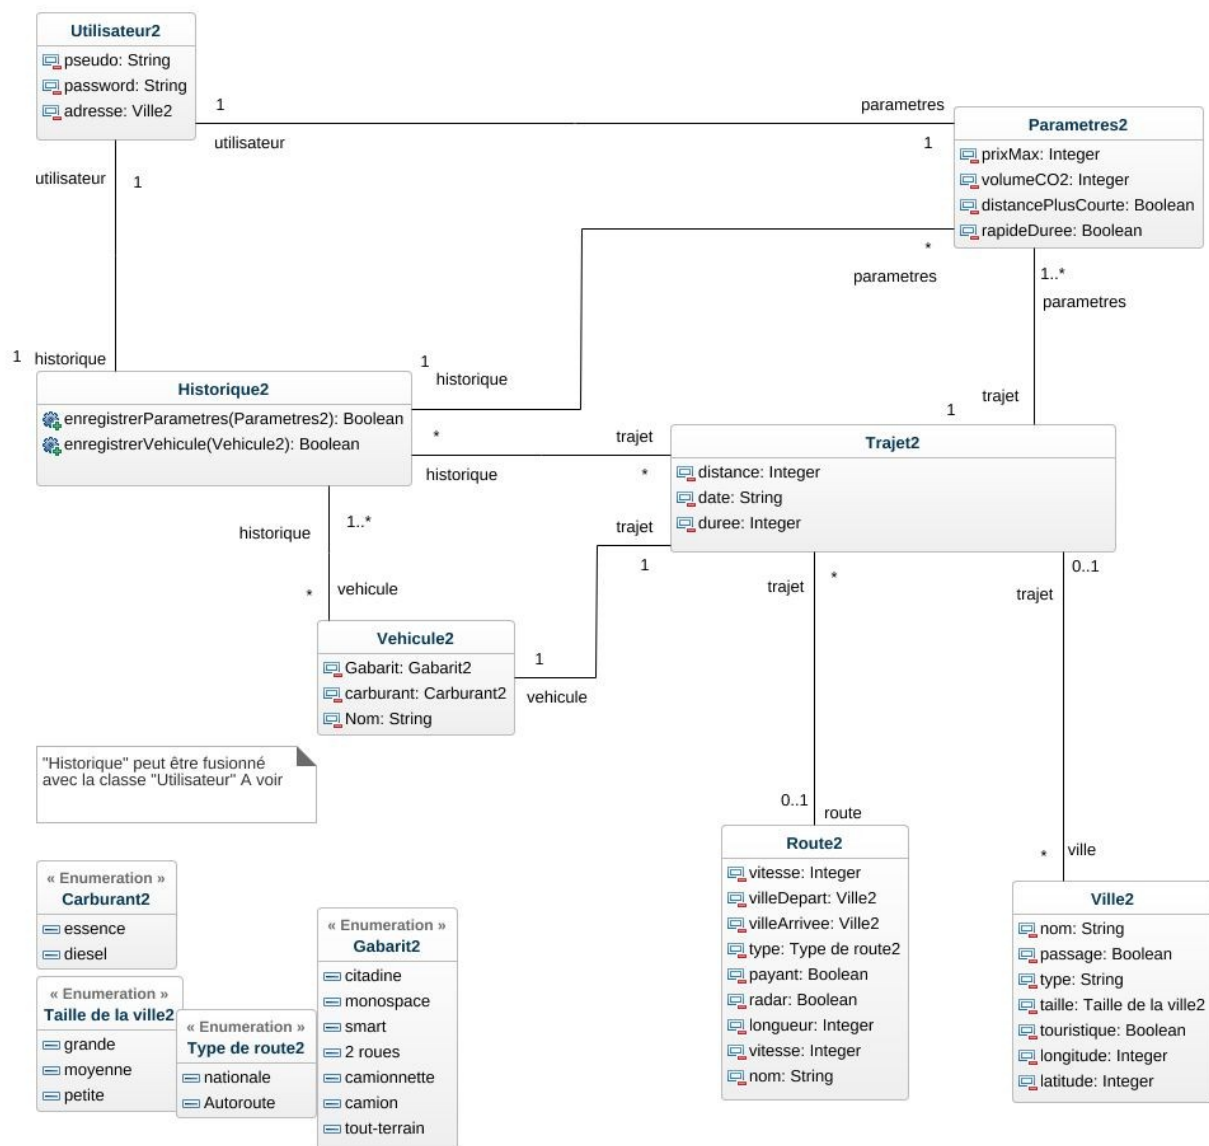 Utilisateur2
pseudo: String
password: String
adresse: Ville2
1
utilisateur
parametres
1
Parametres2
prixMax: Integer
volumeCO2: Integer
distancePlusCourte: Boolean
rapideDuree: Boolean
utilisateur
1
*
parametres
1..*
parametres
1
historique
1
historique
trajet
1
Historique2
enregistrerParametres(Parametres2): Boolean
enregistrerVehicule(Vehicule2): Boolean
*
historique
trajet
*
Trajet2
distance: Integer
date: String
duree: Integer
historique
1..*
trajet
1
*
vehicule
trajet
*
0..1
trajet
Vehicule2
Gabarit: Gabarit2
carburant: Carburant2
Nom: String
1
vehicule
"Historique" peut être fusionné
avec la classe "Utilisateur" A voir
0..1
route
*
ville
Route2
vitesse: Integer
villeDepart: Ville2
villeArrivee: Ville2
type: Type de route2
payant: Boolean
radar: Boolean
longueur: Integer
vitesse: Integer
nom: String
Ville2
nom: String
passage: Boolean
type: String
taille: Taille de la ville2
touristique: Boolean
longitude: Integer
latitude: Integer
« Enumeration »
Carburant2
essence
diesel
« Enumeration »
Taille de la ville2
grande
moyenne
petite
« Enumeration »
Type de route2
nationale
Autoroute
« Enumeration »
Gabarit2
citadine
monospace
smart
2 roues
camionnette
camion
tout-terrain